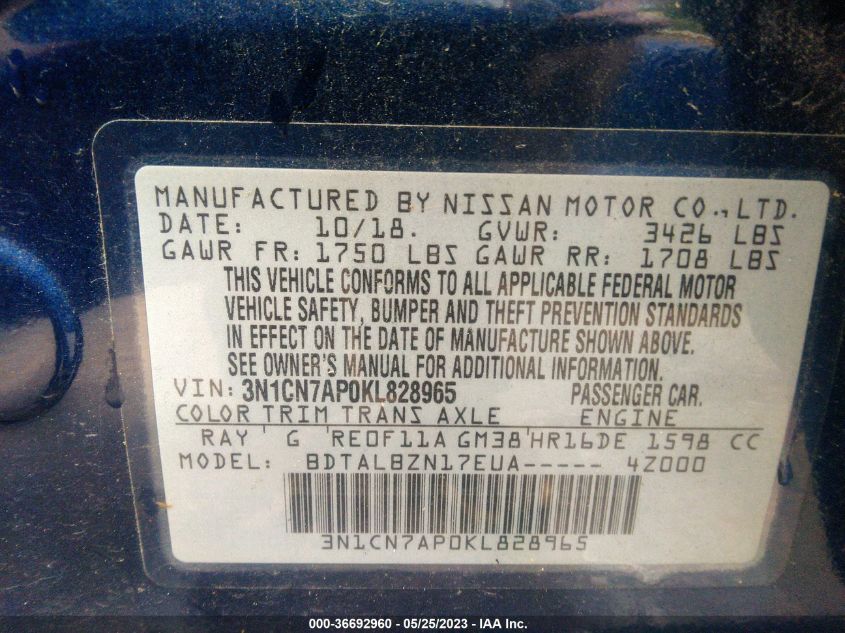 MANUFACTURED BY NISSAN MOTOR CO., LTD.
DATE: 10/18. GVWR: 3426 LBS
GAWR FR: 1750 LBS GAWR RR: 1708 LBS
THIS VEHICLE CONFORMS TO ALL APPLICABLE FEDERAL MOTOR
VEHICLE SAFETY, BUMPER AND THEFT PREVENTION STANDARDS
IN EFFECT ON THE DATE OF MANUFACTURE SHOWN ABOVE.
SEE OWNER'S MANUAL FOR ADDITIONAL INFORMATION.
VIN: 3N1CN7AP0KL828965 PASSENGER CAR.
COLOR TRIM TRANS AXLE ENGINE
RAY G RE0F11A GM38 HR16DE 1598 CC
MODEL: BDTALBZN17EUA----- 4Z000
3N1CN7AP0KL828965
000-36692960 - 05/25/2023 - IAA Inc.